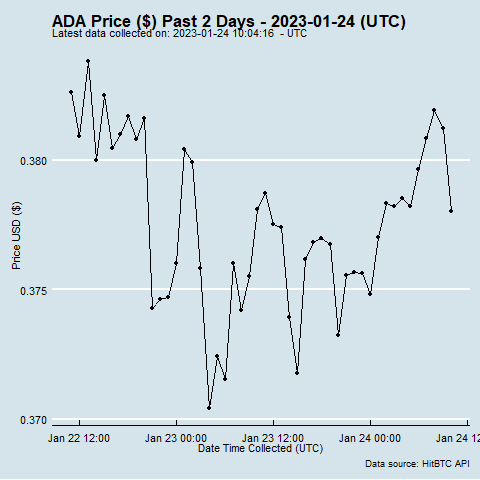 ADA Price ($) Past 2 Days - 2023-01-24 (UTC)
Latest data collected on: 2023-01-24 10:04:16  - UTC
0.380
0.375
0.370
Price USD ($)
Jan 22 12:00 Jan 23 00:00 Jan 23 12:00 Jan 24 00:00 Jan 24 12
Date Time Collected (UTC)
Data source: HitBTC API